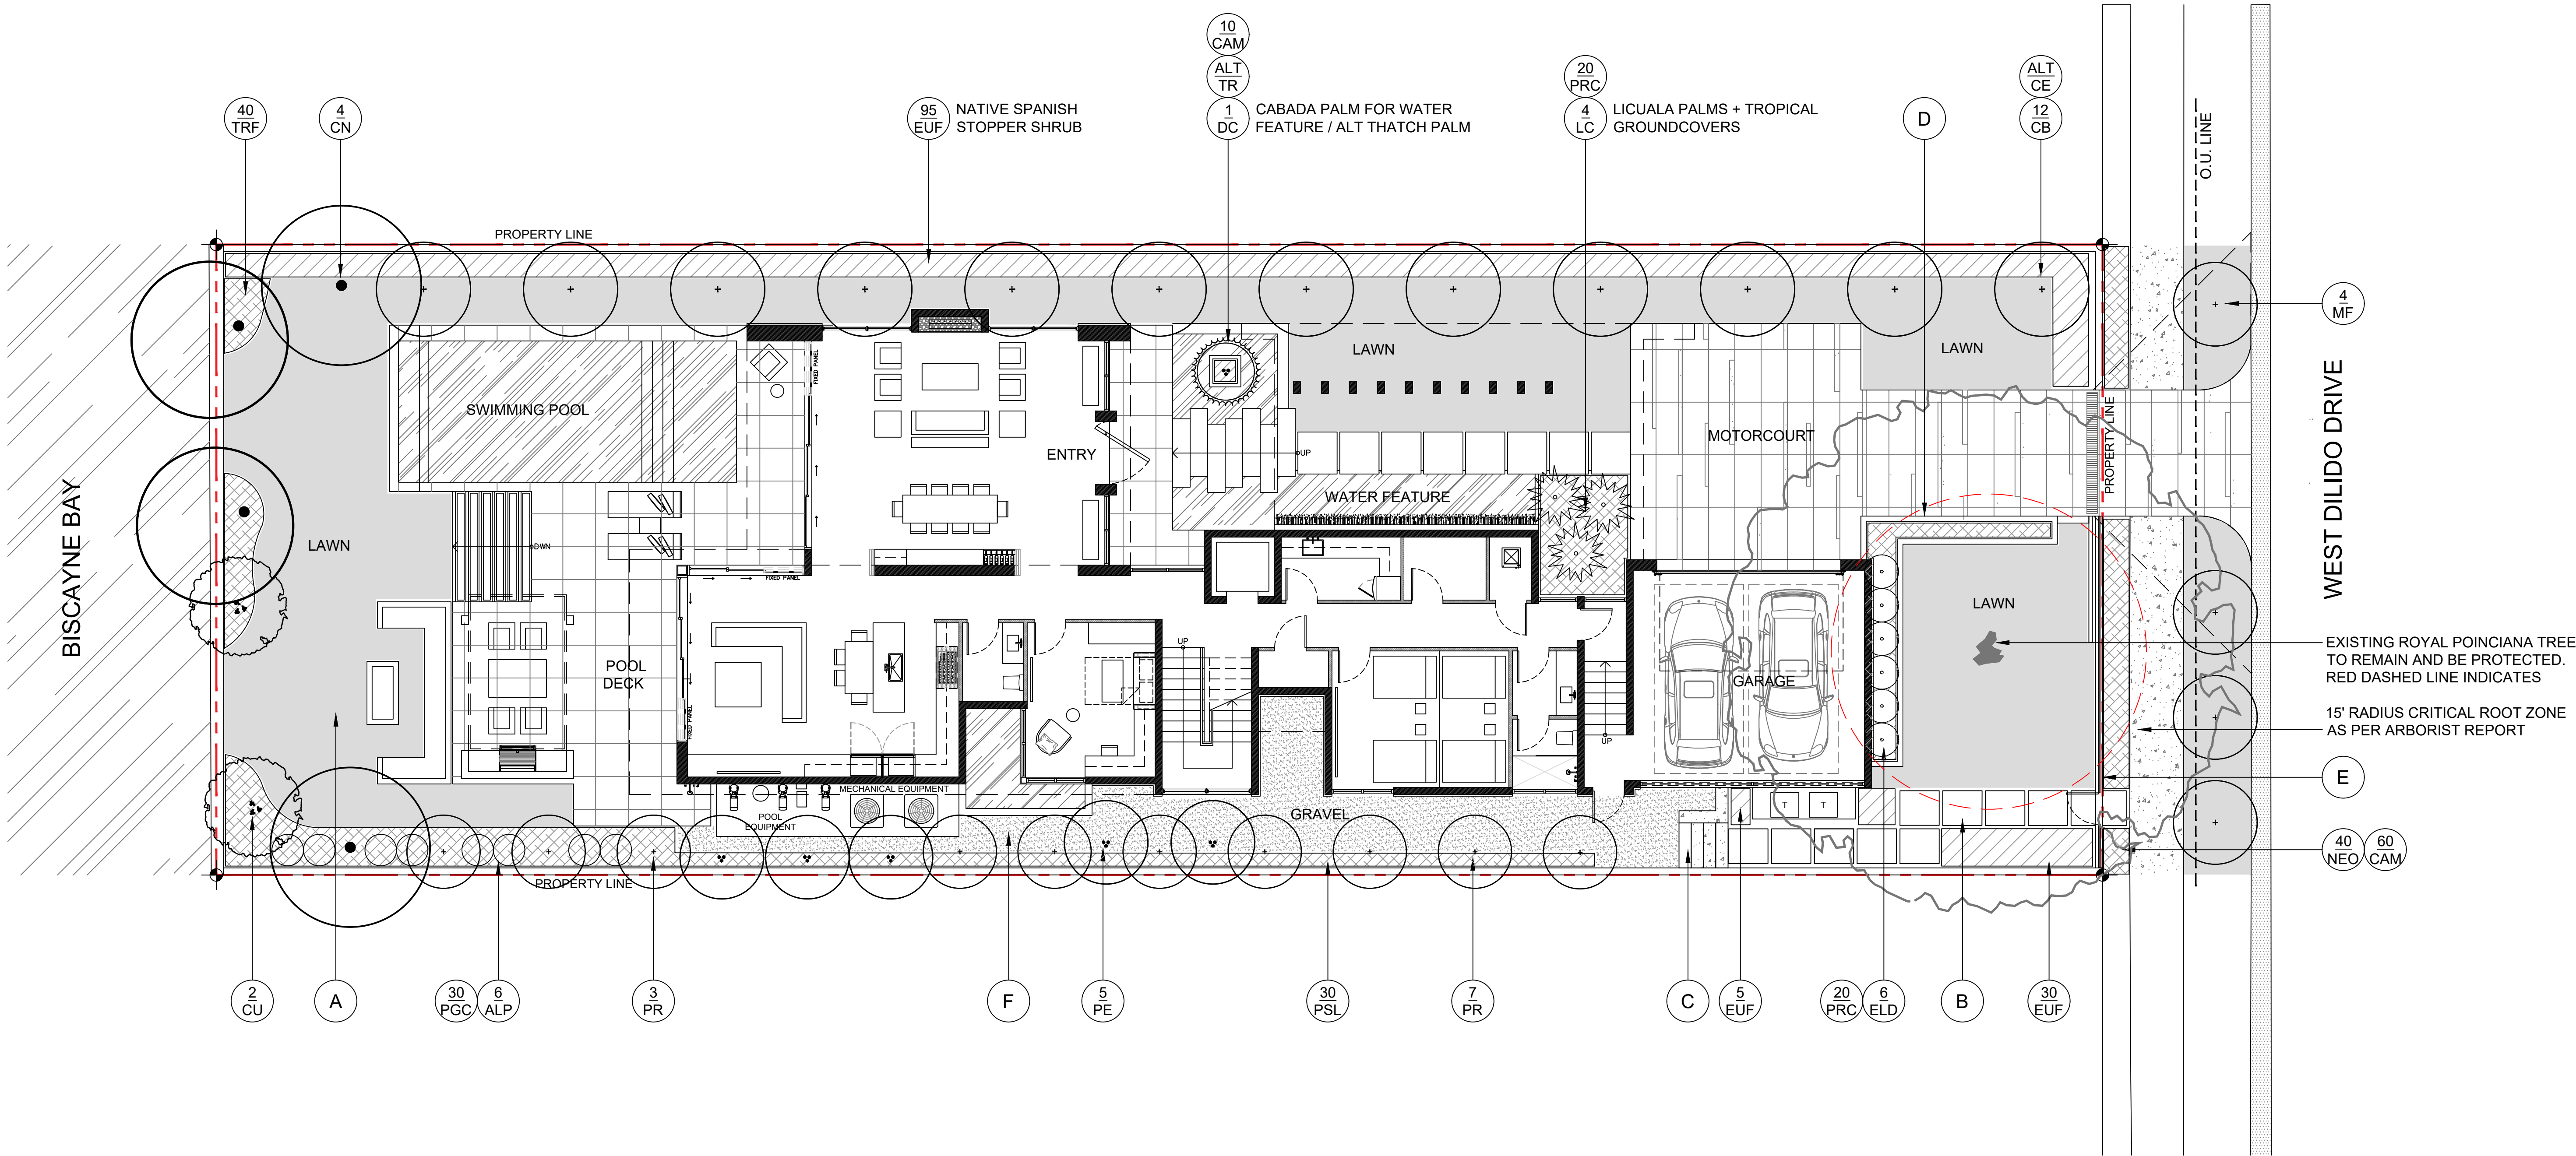 10
CAM
ALT
TR
1
DC
CABADA PALM FOR WATER
FEATURE / ALT THATCH PALM
20
PRC
4
LC
LICUALA PALMS + TROPICAL
GROUNDCOVERS
ALT
CE
12
CB
40
TRF
4
CN
95
EUF
NATIVE SPANISH
STOPPER SHRUB
D
O.U. LINE
PROPERTY LINE
4
MF
BISCAYNE BAY
WEST DILIDO DRIVE
LAWN
LAWN
FIXED PANEL
SWIMMING POOL
PROPERTY LINE
MOTORCOURT
ENTRY
UP
WATER FEATURE
LAWN
DWN
FIXED PANEL
LAWN
UP
EXISTING ROYAL POINCIANA TREE
TO REMAIN AND BE PROTECTED.
RED DASHED LINE INDICATES
15' RADIUS CRITICAL ROOT ZONE
AS PER ARBORIST REPORT
POOL
DECK
GARAGE
FIXED PANEL
UP
E
MECHANICAL EQUIPMENT
POOL
EQUIPMENT
GRAVEL
T
T
40
NEO
60
CAM
PROPERTY LINE
2
CU
A
30
PGC
6
ALP
3
PR
F
5
PE
30
PSL
7
PR
C
5
EUF
20
PRC
6
ELD
B
30
EUF